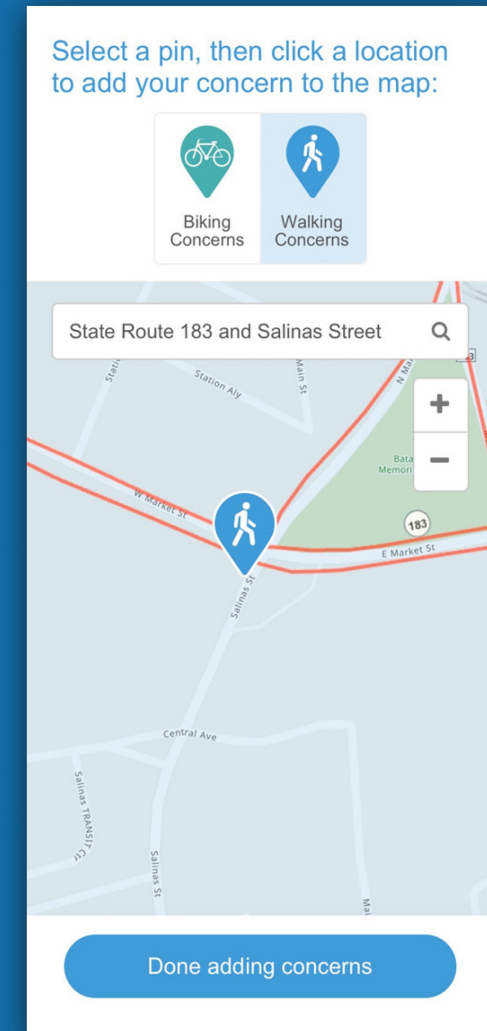 Select a pin, then click a location
to add your concern to the map:
Biking
Concerns
Walking
Concerns
State Route 183 and Salinas Street
Main St
Station Aly
N
W Market St
183
E Market St
Salinas St
Central Ave
Salinas TRANSIT Ctr
Salinas St
Done adding concerns